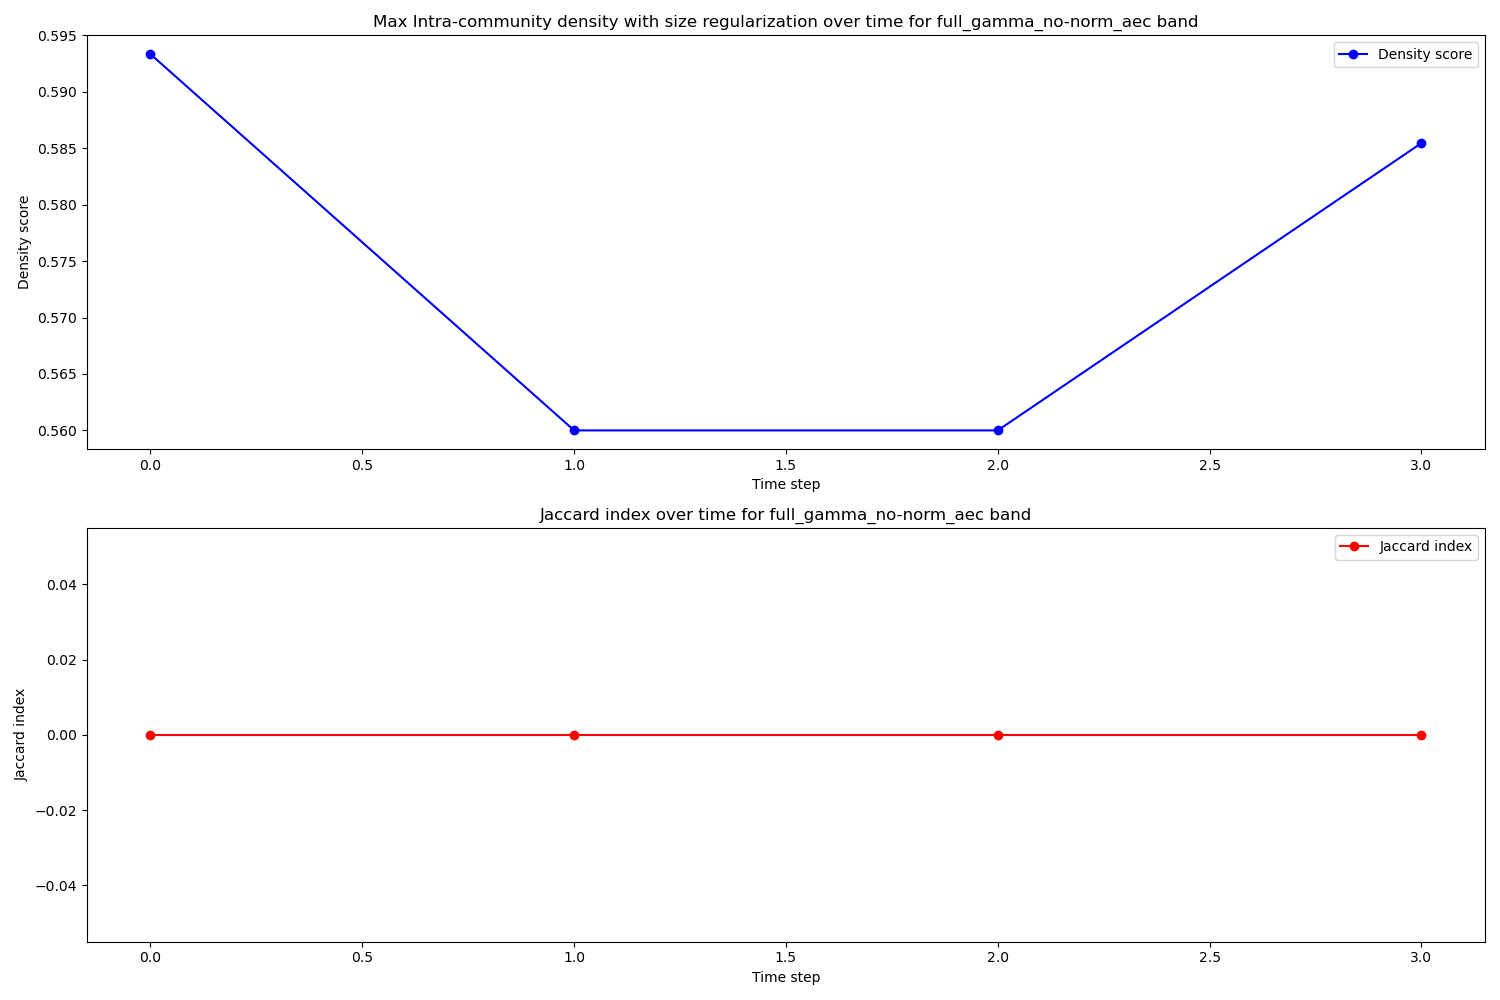 Max Intra-community density with size regularization over time for full_gamma_no-norm_aec band
Density score
0.595
0.590
0.585
0.580
0.575
0.570
0.565
0.560
Density score
0.0 0.5 1.0 1.5 2.0 2.5 3.0
Time step
Jaccard index over time for full_gamma_no-norm_aec band
Jaccard index
0.04
0.02
0.00
−0.02
−0.04
Jaccard index
0.0 0.5 1.0 1.5 2.0 2.5 3.0
Time step